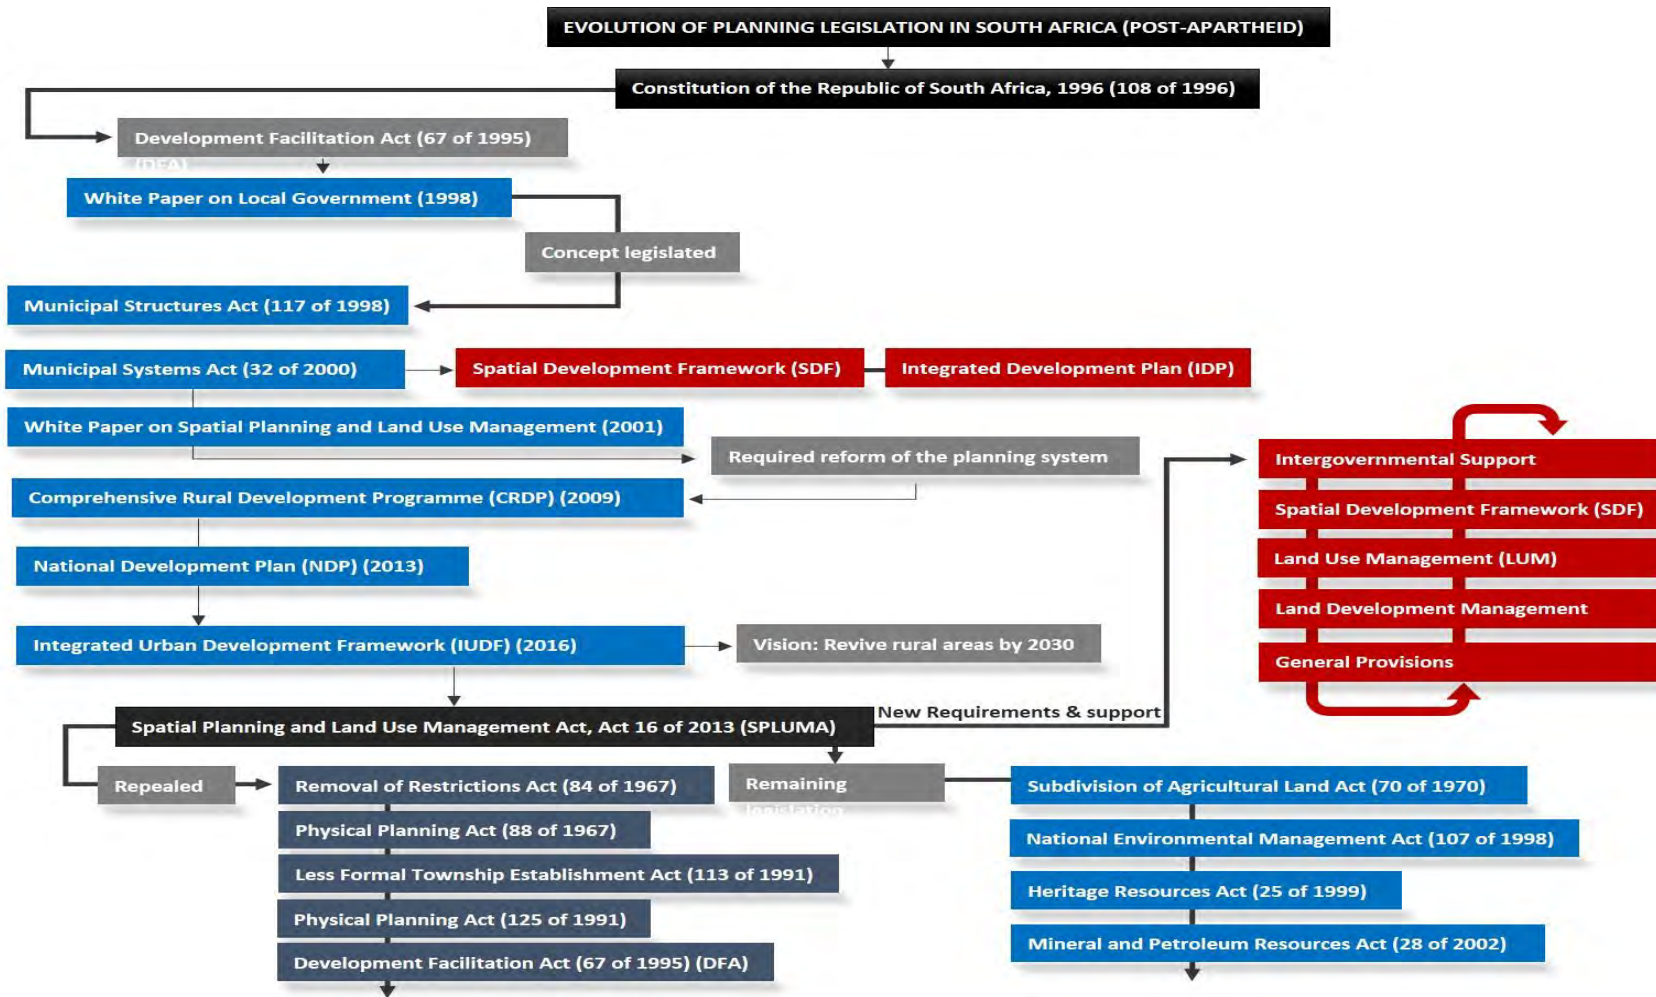 EVOLUTION OF PLANNING LEGISLATION IN SOUTH AFRICA (POST-APARTHEID)
Constitution of the Republic of South Africa, 1996 (108 of 1996)
Development Facilitation Act (67 of 1995)
(DFA)
White Paper on Local Government (1998)
Concept legislated
Municipal Structures Act (117 of 1998)
Municipal Systems Act (32 of 2000)
Spatial Development Framework (SDF)
Integrated Development Plan (IDP)
White Paper on Spatial Planning and Land Use Management (2001)
Required reform of the planning system
Comprehensive Rural Development Programme (CRDP) (2009)
National Development Plan (NDP) (2013)
Integrated Urban Development Framework (IUDF) (2016)
Vision: Revive rural areas by 2030
Spatial Planning and Land Use Management Act, Act 16 of 2013 (SPLUMA)
New Requirements & support
Intergovernmental Support
Spatial Development Framework (SDF)
Land Use Management (LUM)
Land Development Management
General Provisions
Repealed
Removal of Restrictions Act (84 of 1967)
Physical Planning Act (88 of 1967)
Less Formal Township Establishment Act (113 of 1991)
Physical Planning Act (125 of 1991)
Development Facilitation Act (67 of 1995) (DFA)
Remaining
legislation
Subdivision of Agricultural Land Act (70 of 1970)
National Environmental Management Act (107 of 1998)
Heritage Resources Act (25 of 1999)
Mineral and Petroleum Resources Act (28 of 2002)